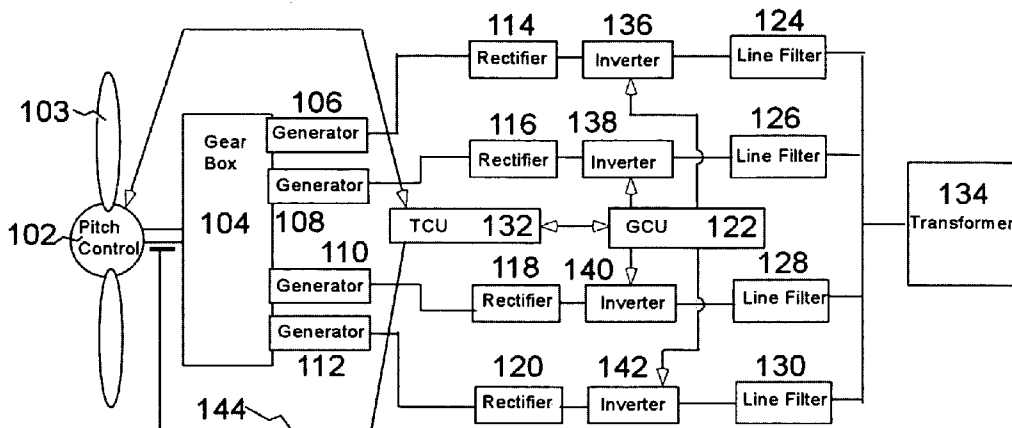 114
136
124
Rectifier
Inverter
Line Filter
103
106
Generator
Gear
Box
116
138
126
Rectifier
Inverter
Line Filter
Generator
108
104
102
Pitch
Control
TCU 132
GCU 122
134
Transformer
110
Generator
118
140
128
Rectifier
Inverter
Line Filter
Generator
112
120
142
130
Rectifier
Inverter
Line Filter
144